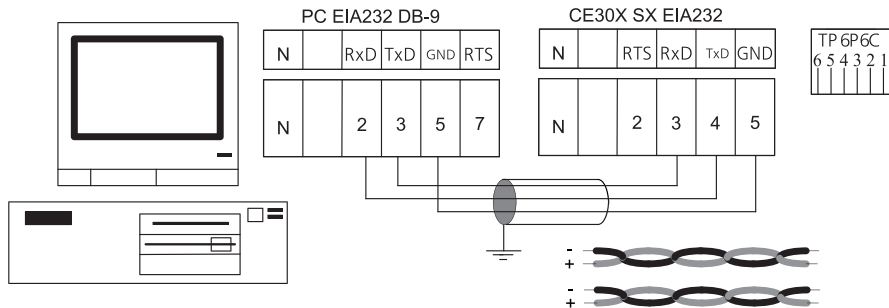 PC EIA232 DB-9
N RxD TxD GND RTS
N 2 3 5 7
CE30X SX EIA232
N RTS RxD TxD GND
N 2 3 4 5
TP 6P6C
6 5 4 3 2 1
-
+
-
+